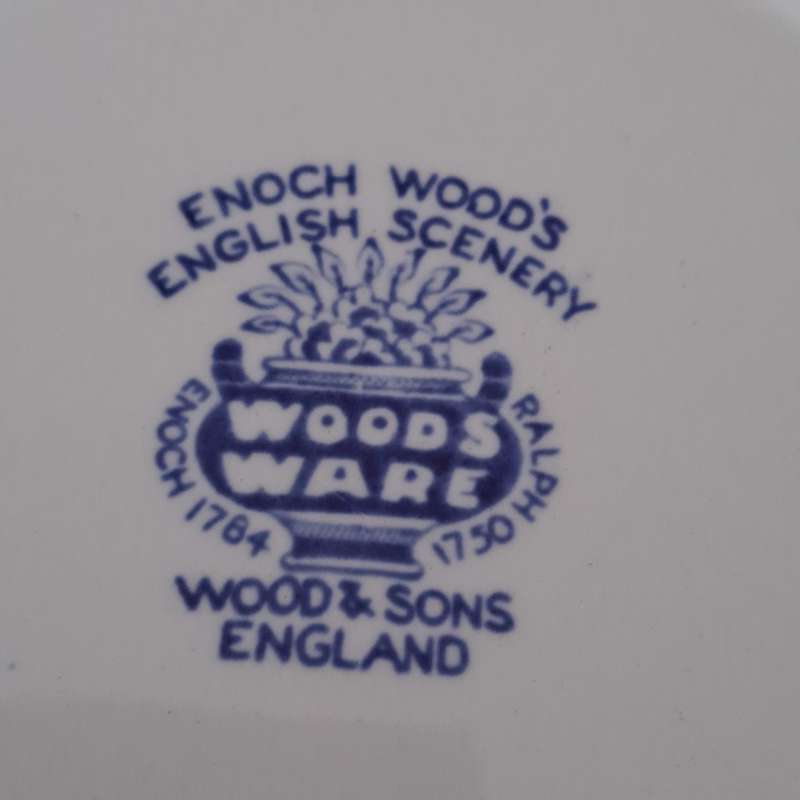 ENOCH WOOD'S
ENGLISH SCENERY
WOODS
WARE
ENOCH 1784
RALPH 1750
WOOD & SONS
ENGLAND